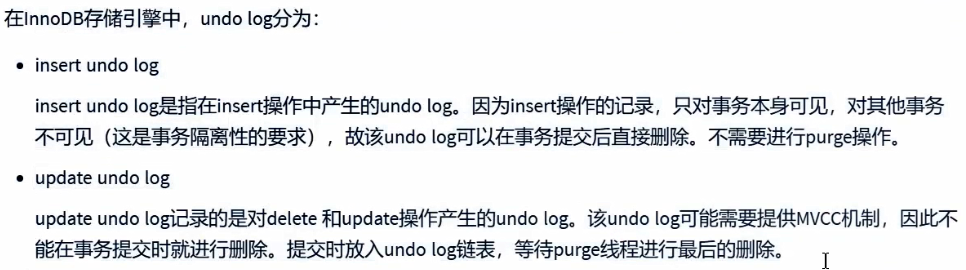 在InnoDB存储引擎中，undo log分为：
• insert undo log
insert undo log是指在insert操作中产生的undo log。因为insert操作的记录，只对事务本身可见，对其他事务
不可见（这是事务隔离性的要求），故该undo log可以在事务提交后直接删除。不需要进行purge操作。
• update undo log
update undo log记录的是对delete 和update操作产生的undo log。该undo log可能需要提供MVCC机制，因此不
能在事务提交时就进行删除。提交时放入undo log链表，等待purge线程进行最后的删除。